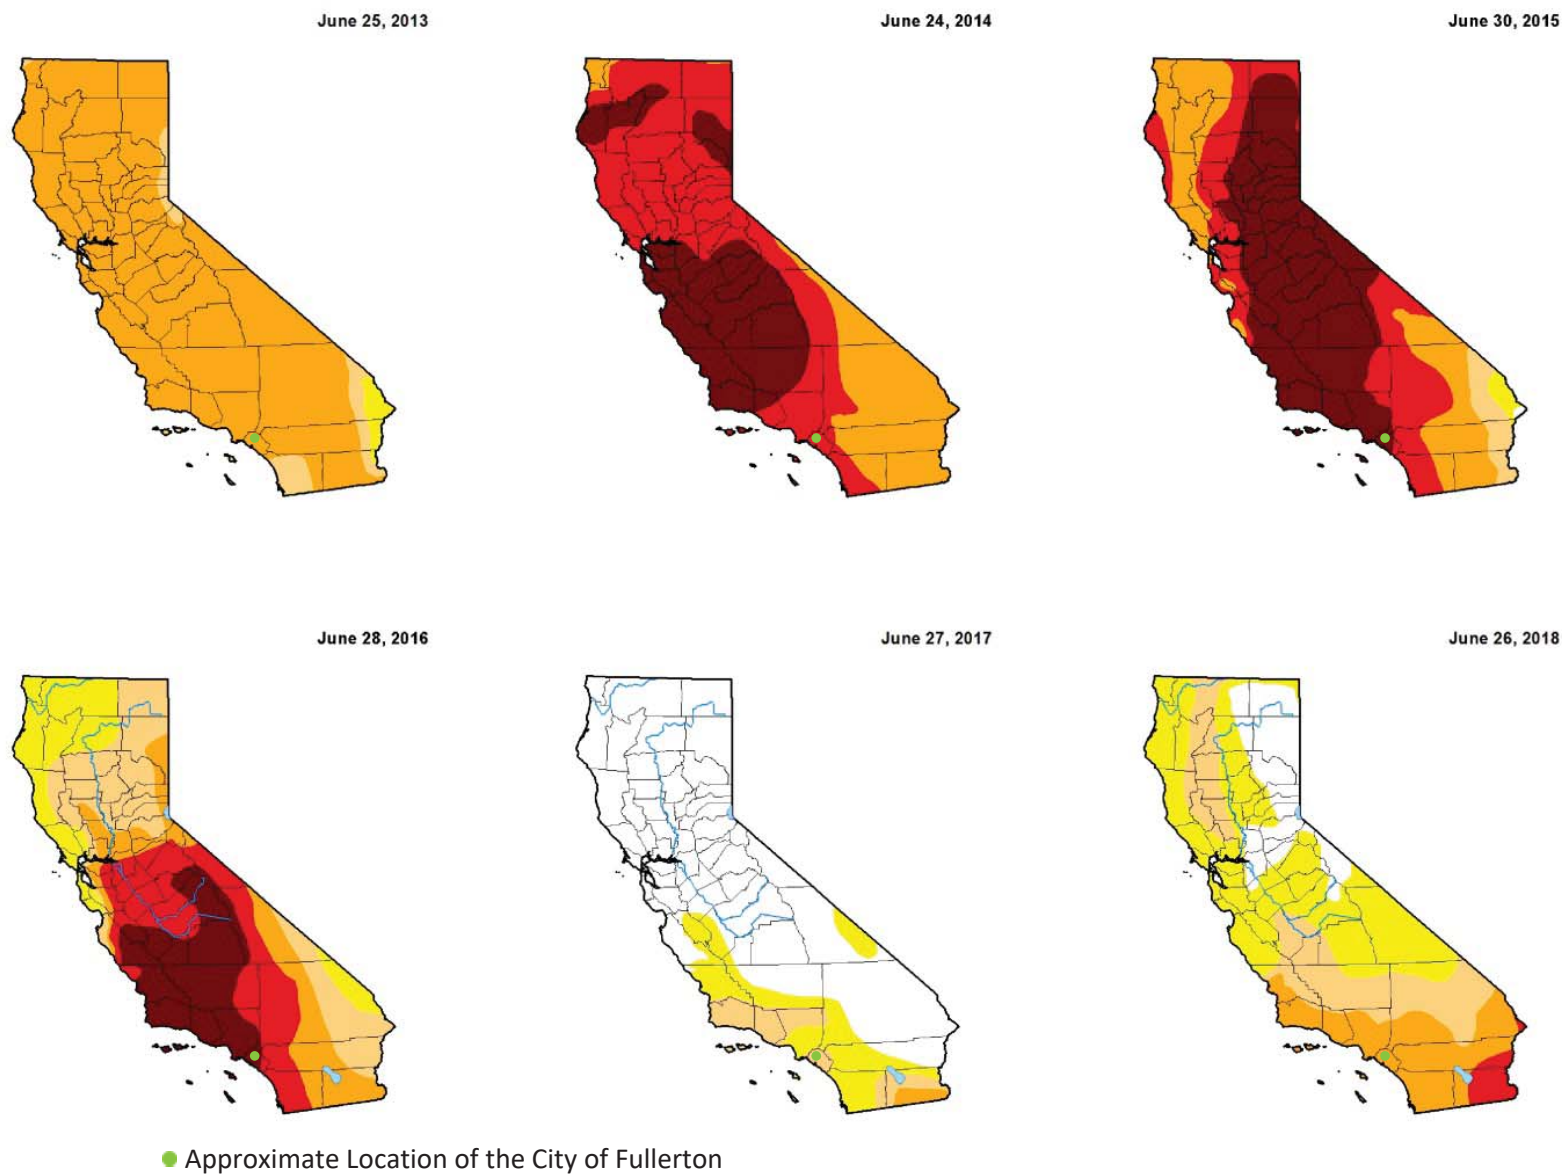 June 25, 2013
June 24, 2014
June 30, 2015
June 28, 2016
June 27, 2017
June 26, 2018
Approximate Location of the City of Fullerton